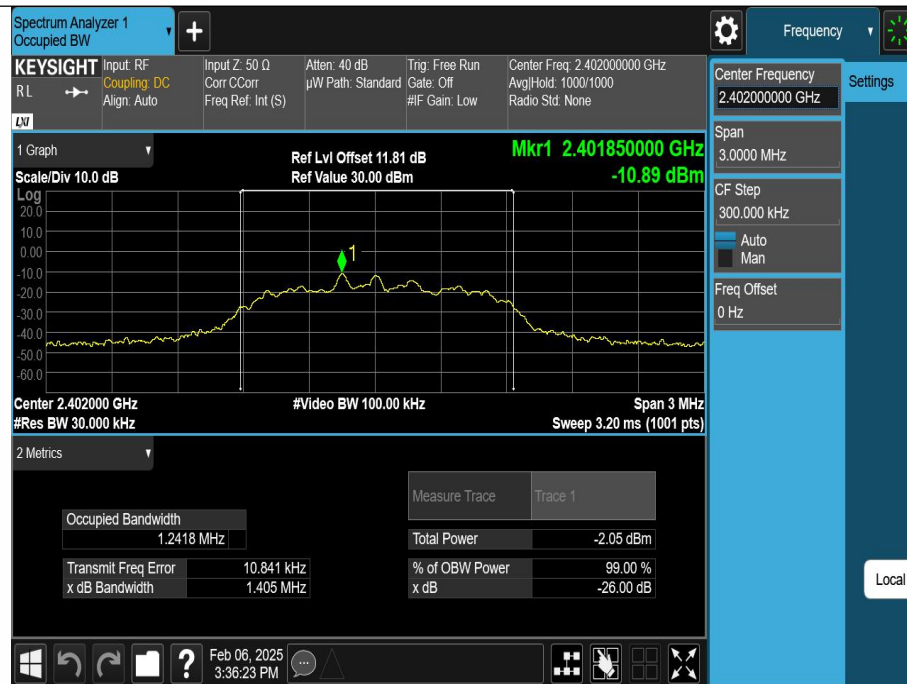 Spectrum Analyzer 1
Occupied BW
+
Frequency
KEYSIGHT
RL
LXI
Input: RF
Coupling: DC
Align: Auto
Input Z: 50 Ω
Corr CCorr
Freq Ref: Int (S)
Atten: 40 dB
µW Path: Standard
Trig: Free Run
Gate: Off
#IF Gain: Low
Center Freq: 2.402000000 GHz
Avg|Hold: 1000/1000
Radio Std: None
Center Frequency
2.402000000 GHz
Settings
Span
3.0000 MHz
CF Step
300.000 kHz
Auto
Man
Freq Offset
0 Hz
Local
1 Graph
Scale/Div 10.0 dB
Ref Lvl Offset 11.81 dB
Ref Value 30.00 dBm
Mkr1 2.401850000 GHz
-10.89 dBm
Log
20.0
10.0
0.00
-10.0
-20.0
-30.0
-40.0
-50.0
-60.0
1
Center 2.402000 GHz
#Video BW 100.00 kHz
Span 3 MHz
#Res BW 30.000 kHz
Sweep 3.20 ms (1001 pts)
2 Metrics
Measure Trace Trace 1
Occupied Bandwidth
1.2418 MHz
Total Power -2.05 dBm
Transmit Freq Error 10.841 kHz
% of OBW Power 99.00 %
x dB Bandwidth 1.405 MHz
x dB -26.00 dB
?
Feb 06, 2025
3:36:23 PM